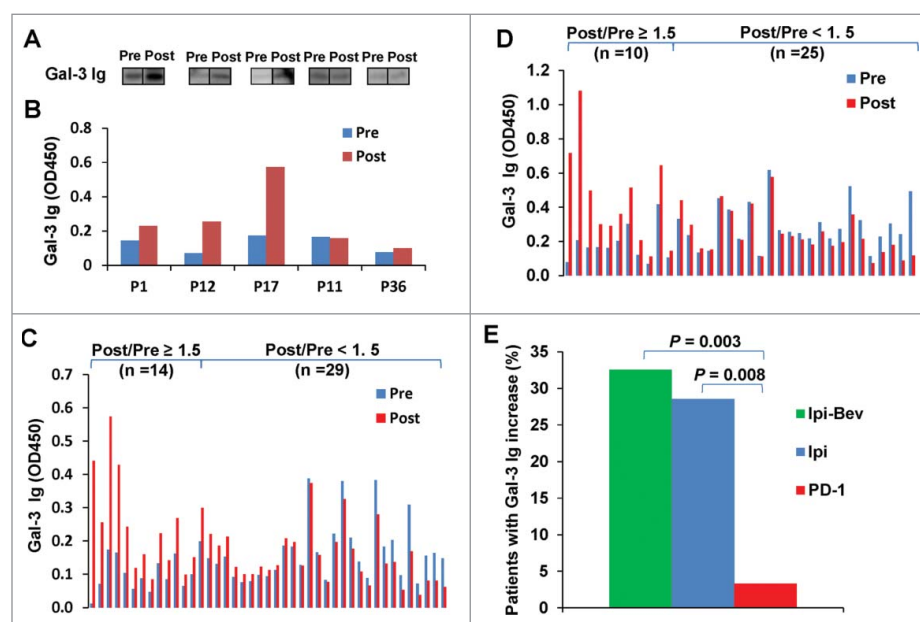 A
Pre Post Pre Post Pre Post Pre Post Pre Post
Gal-3 Ig
B
Gal-3 Ig (OD450)
0.8
0.6
0.4
0.2
0
Pre
Post
P1 P12 P17 P11 P36
C
Post/Pre ≥ 1.5 Post/Pre < 1. 5
(n =14) (n =29)
Gal-3 Ig (OD450)
0.7
0.6
0.5
0.4
0.3
0.2
0.1
0.0
Pre
Post
D
Post/Pre ≥ 1.5 Post/Pre < 1. 5
(n =10) (n =25)
Gal-3 Ig (OD450)
1.2
1.0
0.8
0.6
0.4
0.2
0.0
Pre
Post
E
Patients with Gal-3 Ig increase (%)
35
30
25
20
15
10
5
0
P = 0.003
P = 0.008
Ipi-Bev
Ipi
PD-1